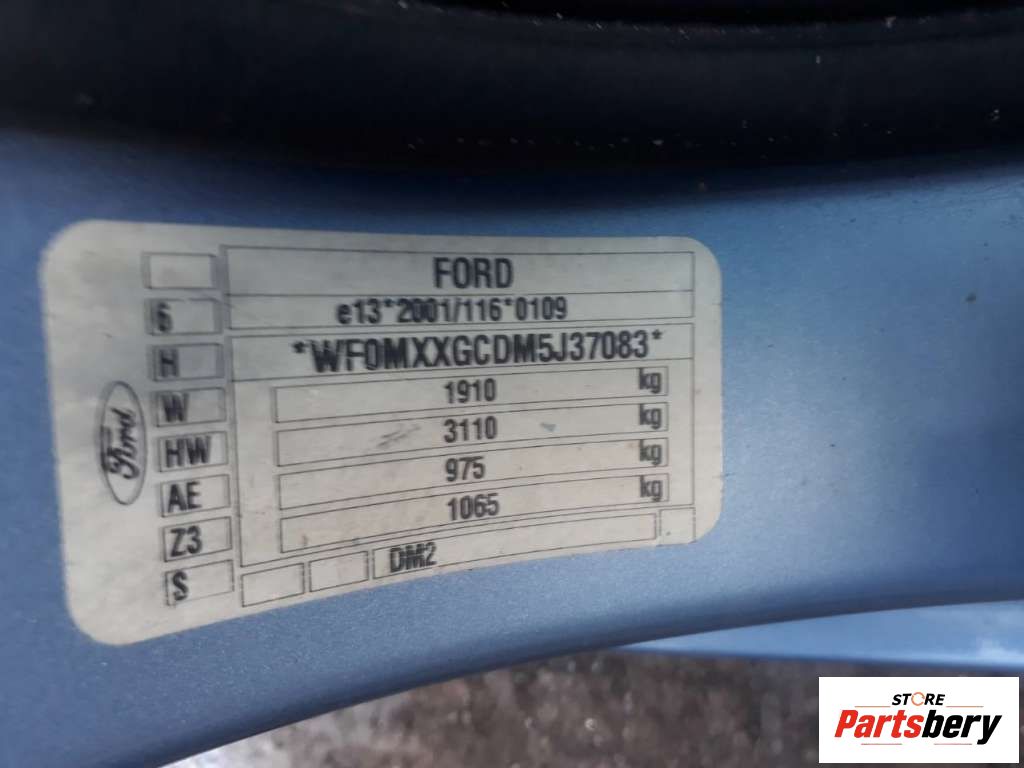 FORD
6 e13*2001/116*0109
H *WF0MXXGCDM5J37083*
W 1910 kg
HW 3110 kg
AE 975 kg
Z3 1065 kg
S DM2
Ford
STORE
Partsbery